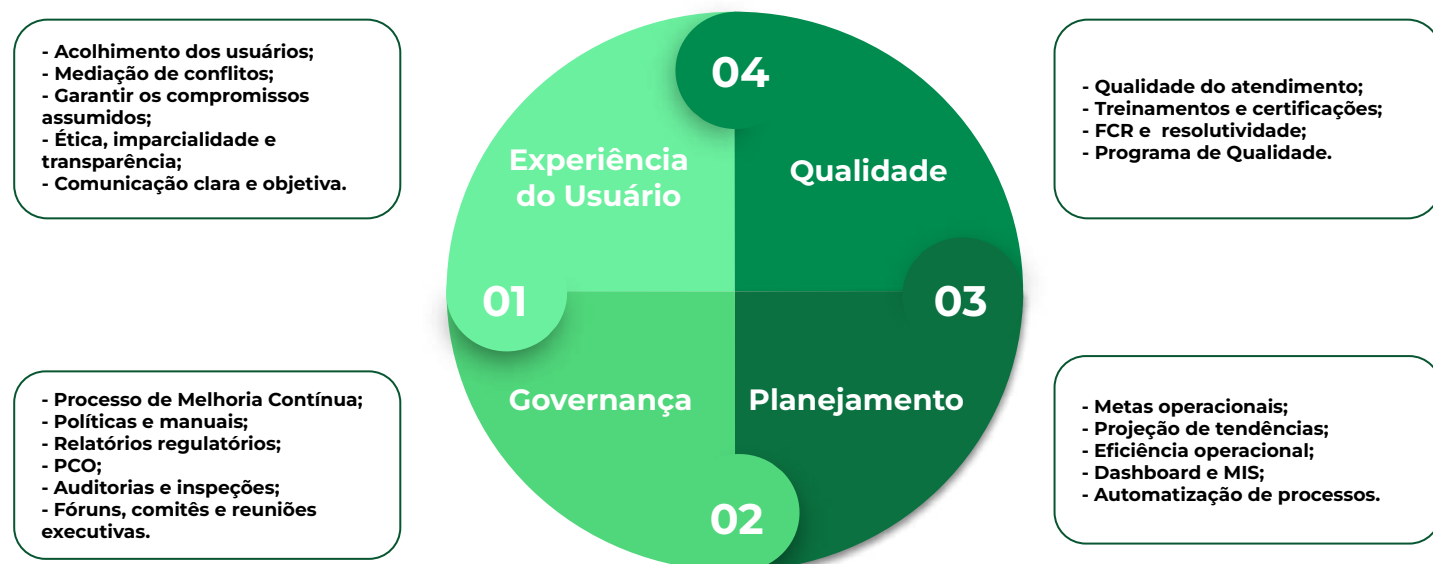 - Acolhimento dos usuários;
- Mediação de conflitos;
- Garantir os compromissos
assumidos;
- Ética, imparcialidade e
transparência;
- Comunicação clara e objetiva.
04
Experiência
do Usuário
Qualidade
- Qualidade do atendimento;
- Treinamentos e certificações;
- FCR e  resolutividade;
- Programa de Qualidade.
01
03
- Processo de Melhoria Contínua;
- Políticas e manuais;
- Relatórios regulatórios;
- PCO;
- Auditorias e inspeções;
- Fóruns, comitês e reuniões
executivas.
Governança
Planejamento
02
- Metas operacionais;
- Projeção de tendências;
- Eficiência operacional;
- Dashboard e MIS;
- Automatização de processos.